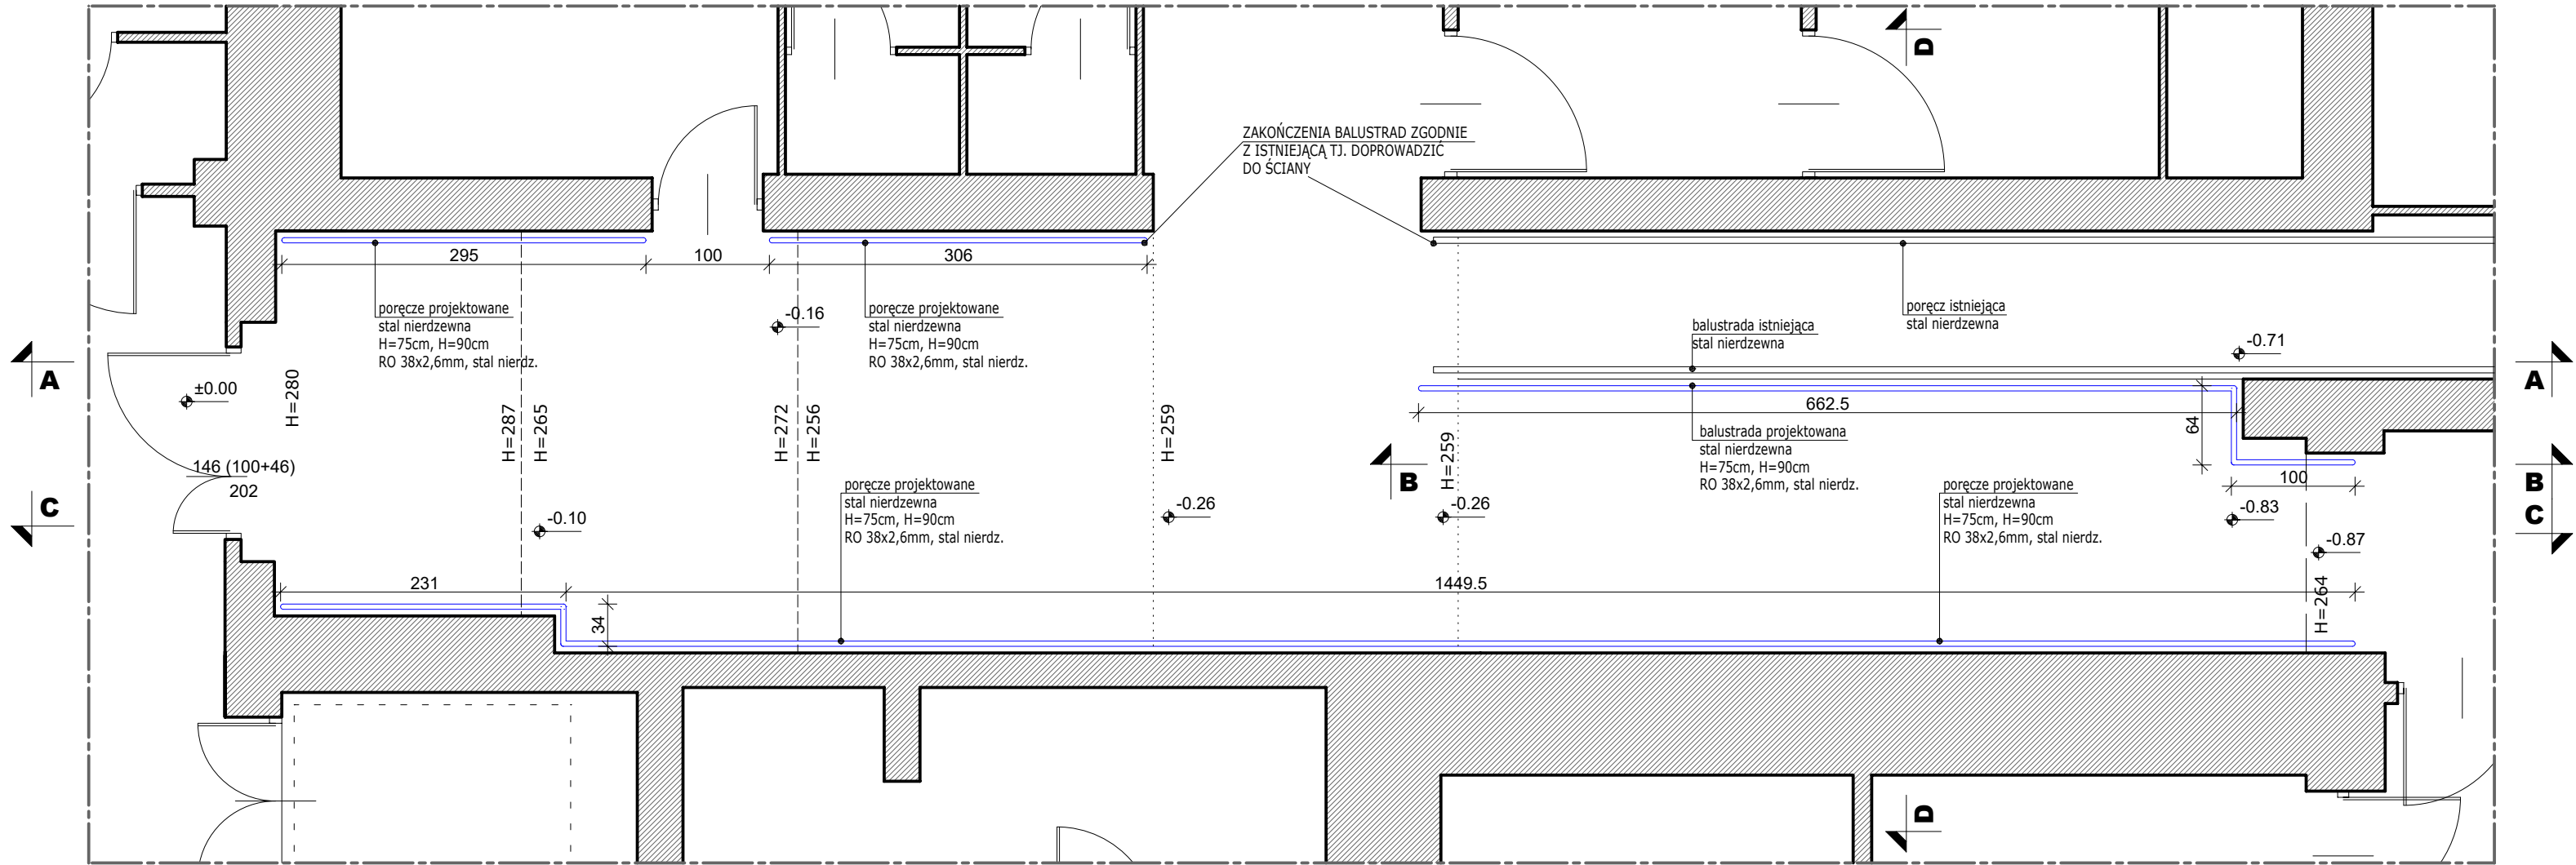 D
ZAKOŃCZENIA BALUSTRAD ZGODNIE
Z ISTNIEJĄCĄ TJ. DOPROWADZIĆ
DO ŚCIANY
295
100
306
poręcze projektowane
stal nierdzewna
H=75cm, H=90cm
RO 38x2,6mm, stal nierdz.
-0.16
poręcze projektowane
stal nierdzewna
H=75cm, H=90cm
RO 38x2,6mm, stal nierdz.
poręcz istniejąca
stal nierdzewna
balustrada istniejąca
stal nierdzewna
-0.71
A
A
±0.00
H=280
H=287
H=265
H=272
H=256
H=259
H=259
662.5
64
balustrada projektowana
stal nierdzewna
H=75cm, H=90cm
RO 38x2,6mm, stal nierdz.
146 (100+46)
202
B
B
100
C
C
poręcze projektowane
stal nierdzewna
H=75cm, H=90cm
RO 38x2,6mm, stal nierdz.
poręcze projektowane
stal nierdzewna
H=75cm, H=90cm
RO 38x2,6mm, stal nierdz.
-0.10
-0.26
-0.26
-0.83
-0.87
231
1449.5
34
H=264
D